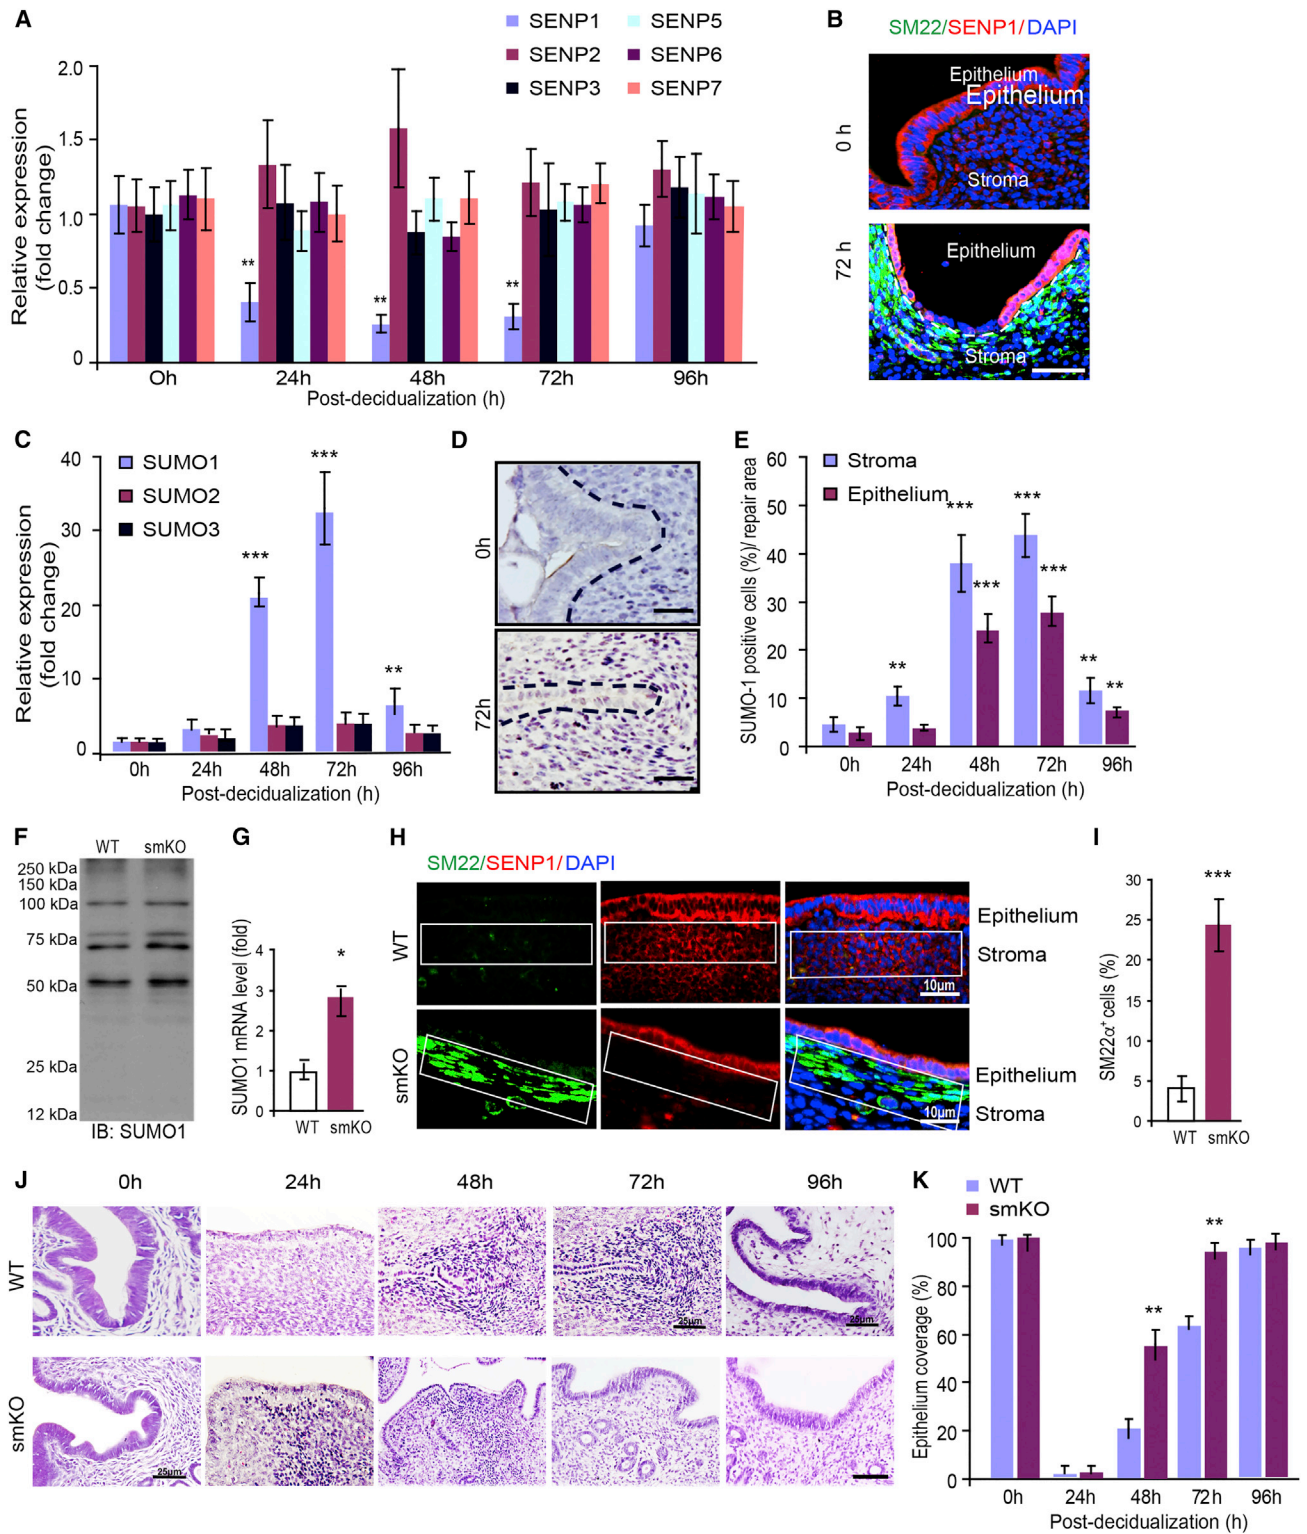 A
SENP1
SENP5
SENP2
SENP6
SENP3
SENP7
2.0
1.5
1.0
0.5
0
Relative expression
(fold change)
**
**
**
Oh
24h
48h
72h
96h
Post-decidualization (h)
B
SM22/SENP1/DAPI
0 h
Epithelium
Epithelium
Stroma
72 h
Epithelium
Stroma
C
SUMO1
SUMO2
SUMO3
40
30
20
10
0
Relative expression
(fold change)
***
***
**
0h
24h
48h
72h
96h
Post-decidualization (h)
D
0h
72h
E
Stroma
Epithelium
60
50
40
30
20
10
0
SUMO-1 positive cells (%)/ repair area
**
***
***
***
***
**
**
0h
24h
48h
72h
96h
Post-decidualization (h)
F
WT
smKO
250 kDa
150 kDa
100 kDa
75 kDa
50 kDa
25 kDa
12 kDa
IB: SUMO1
G
SUMO1 mRNA level (fold)
4
3
2
1
0
*
WT
smKO
H
SM22/SENP1/DAPI
WT
Epithelium
Stroma
10µm
smKO
Epithelium
Stroma
10µm
I
SM22α+ cells (%)
30
25
20
15
10
5
0
***
WT
smKO
J
0h
24h
48h
72h
96h
WT
25µm
25µm
smKO
25µm
K
WT
smKO
100
80
60
40
20
0
Epithelium coverage (%)
**
**
0h
24h
48h
72h
96h
Post-decidualization (h)